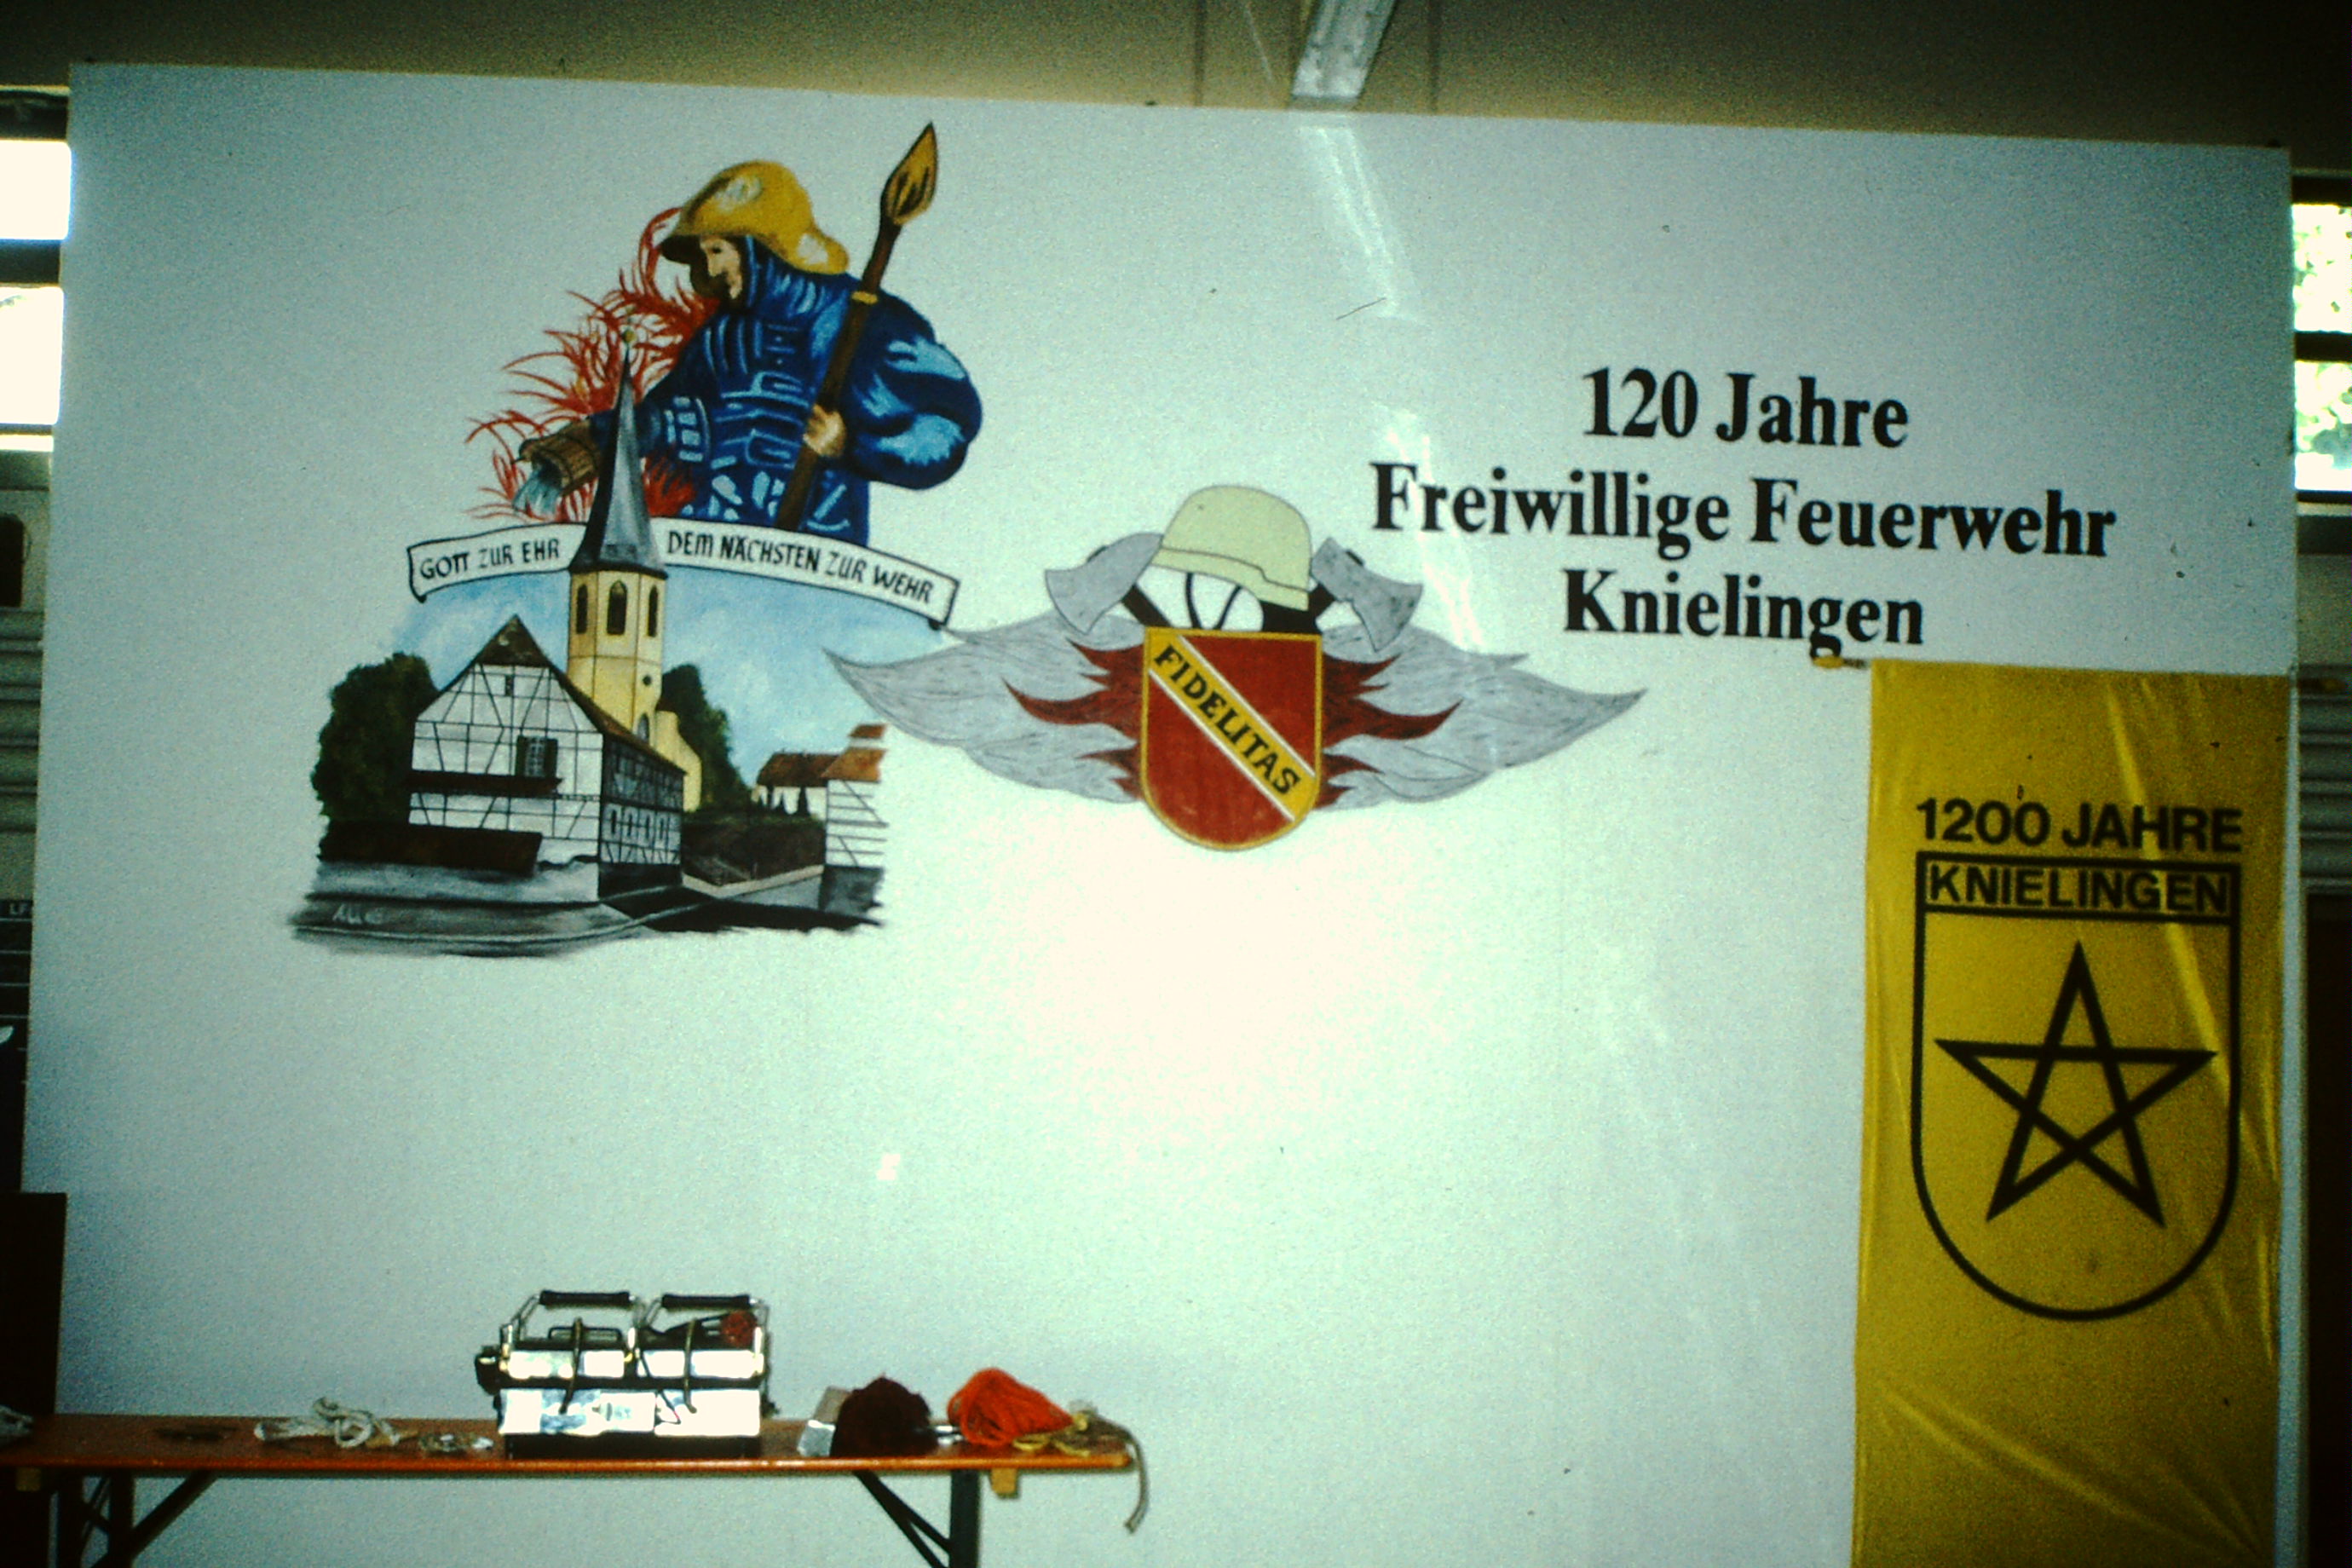 GOTT ZUR EHR DEM NÄCHSTEN ZUR WEHR
FIDELITAS
120 Jahre
Freiwillige Feuerwehr
Knielingen
1200 JAHRE
KNIELINGEN